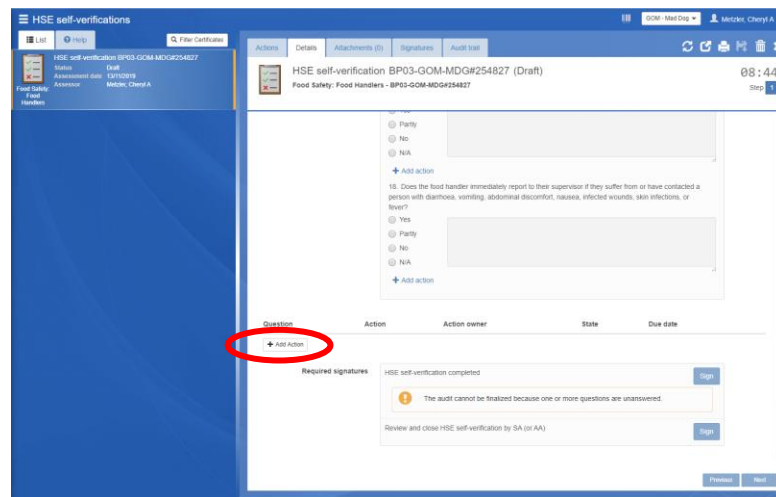 HSE self-verifications
GOM - Mad Dog
Metzler, Cheryl A
List
Help
Filter Certificates
HSE self-verification BP03-GOM-MDG#254827
Status Draft
Assessment date 13/11/2019
Assessor Metzler, Cheryl A
Food Safety:
Food
Handlers
Actions
Details
Attachments (0)
Signatures
Audit trail
HSE self-verification BP03-GOM-MDG#254827 (Draft)
08:44
Food Safety: Food Handlers - BP03-GOM-MDG#254827
Step 1
Partly
No
N/A
+ Add action
18. Does the food handler immediately report to their supervisor if they suffer from or have contacted a
person with diarrhoea, vomiting, abdominal discomfort, nausea, infected wounds, skin infections, or
fever?
Yes
Partly
No
N/A
+ Add action
Question Action Action owner State Due date
+ Add Action
Required signatures
HSE self-verification completed
Sign
The audit cannot be finalized because one or more questions are unanswered.
Review and close HSE self-verification by SA (or AA)
Sign
Previous
Next